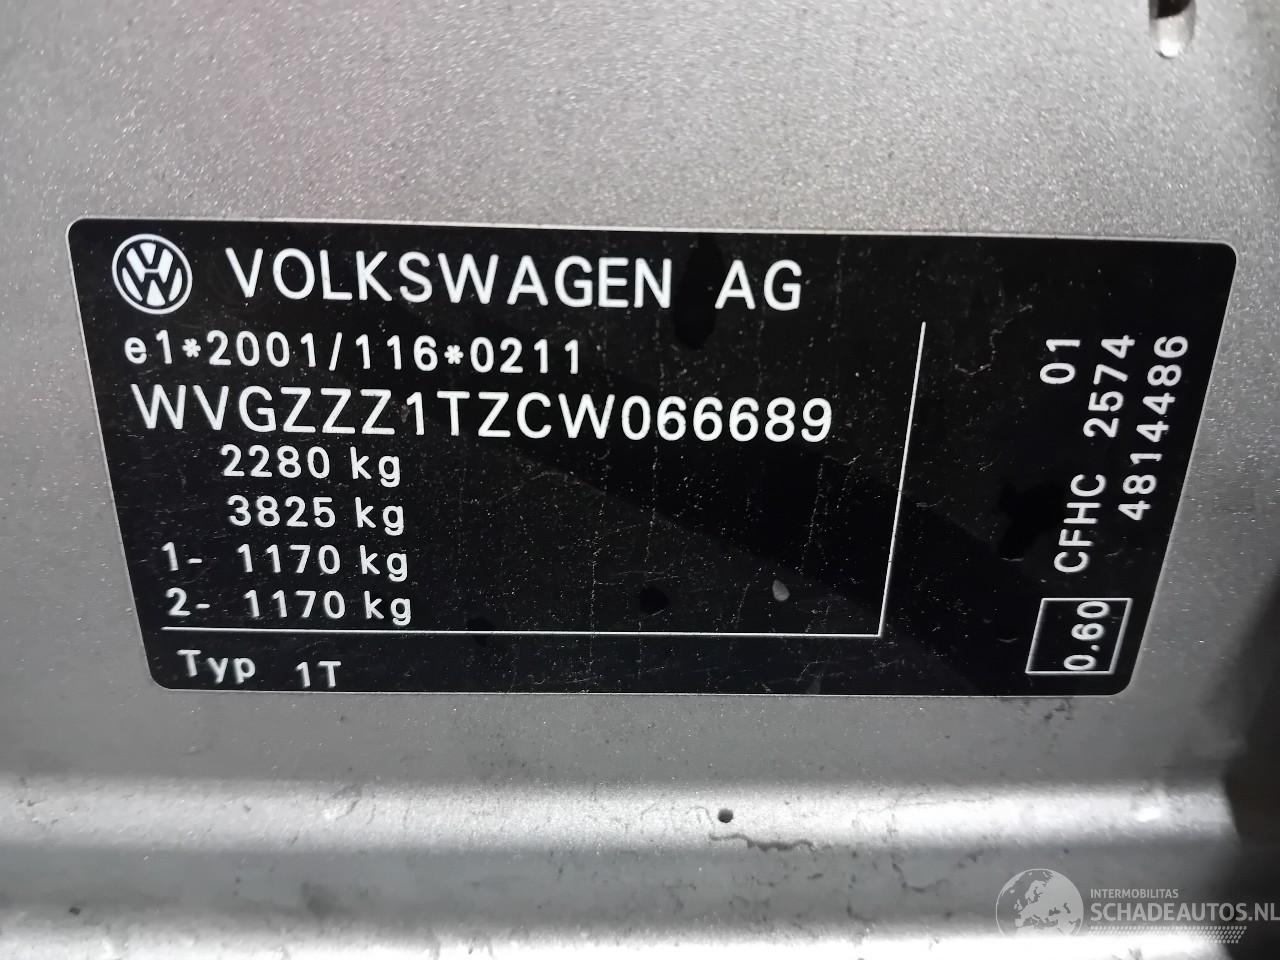 VOLKSWAGEN AG
e1*2001/116*0211
WVGZZZ1TZCW066689
2280 kg
3825 kg
1- 1170 kg
2- 1170 kg
Typ 1T
01
CFHC 2574
48144486
0.60
INTERMOBILITAS
SCHADEAUTOS.NL